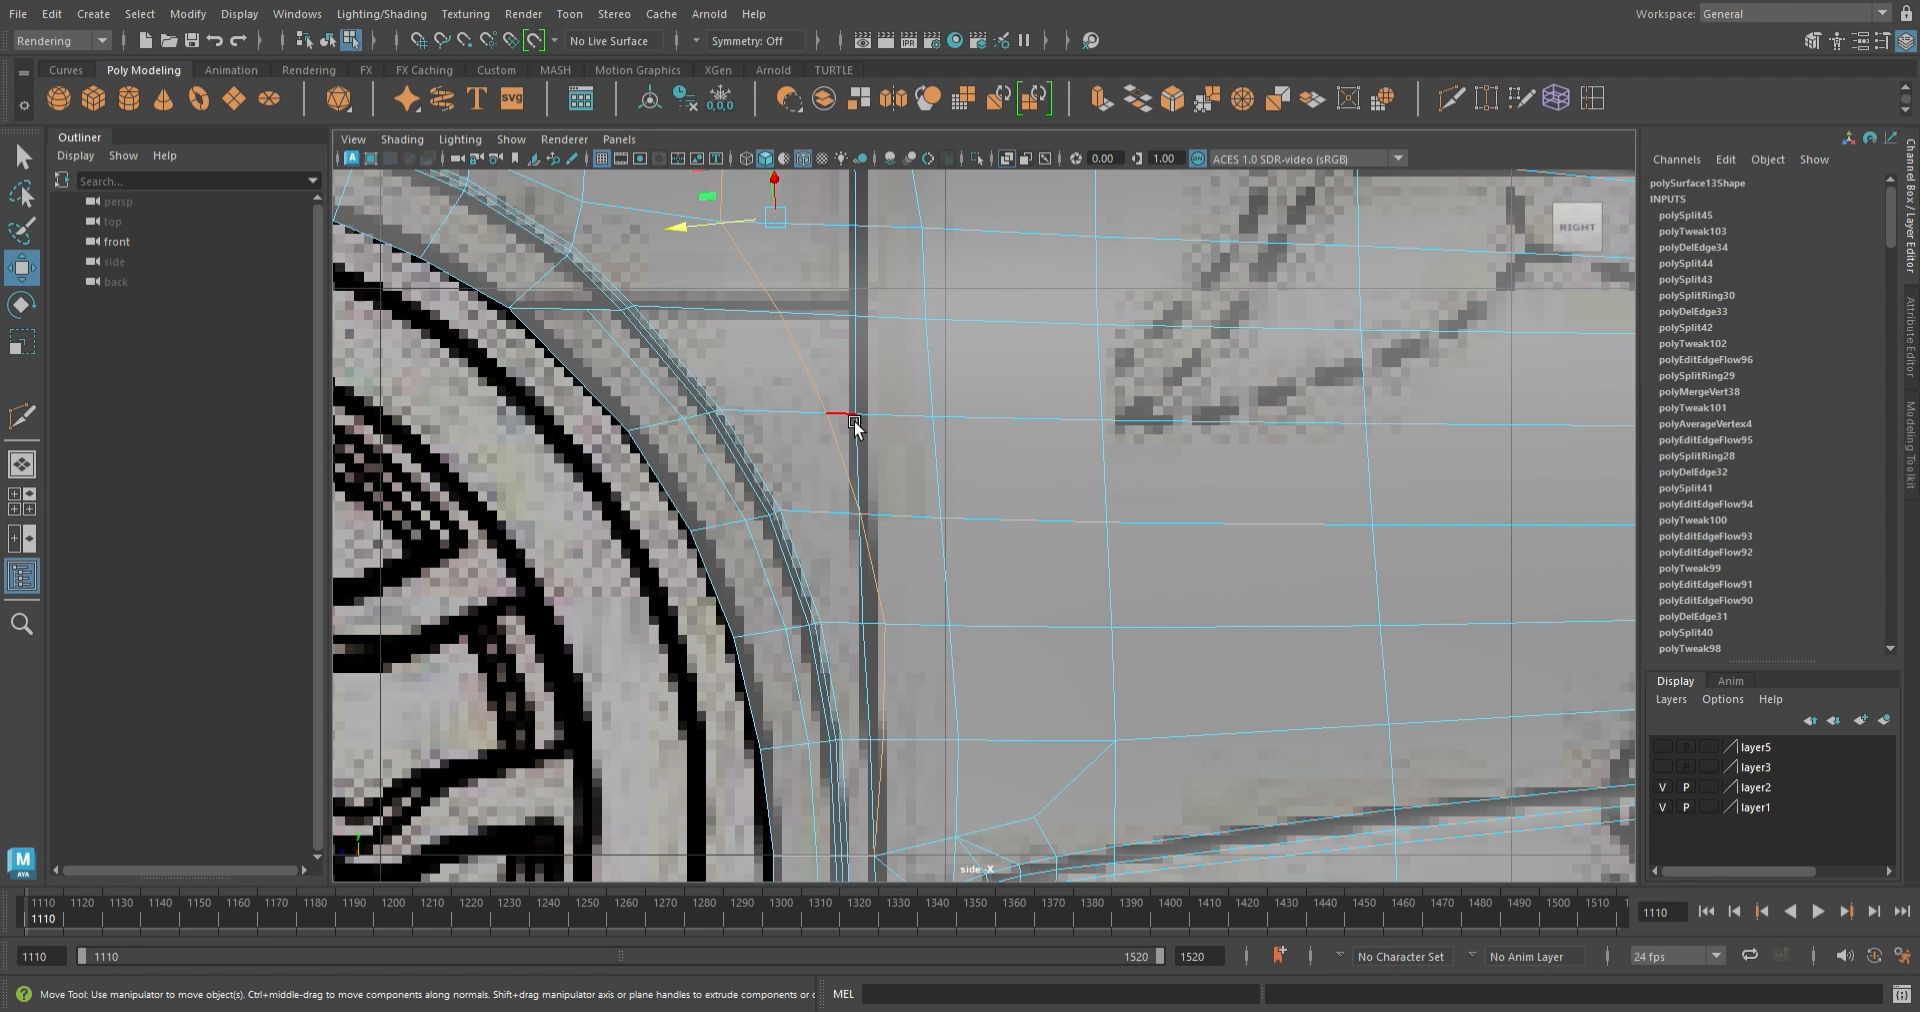 File Edit Create Select Modify Display Windows Lighting/Shading Texturing Render Toon Stereo Cache Arnold Help
Workspace: General
Rendering
No Live Surface
Symmetry: Off
Curves Poly Modeling Animation Rendering FX FX Caching Custom MASH Motion Graphics XGen Arnold TURTLE
Outliner
Display Show Help
Search...
persp
top
front
side
back
View Shading Lighting Show Renderer Panels
0.00
1.00
ACES 1.0 SDR-video (sRGB)
RIGHT
side -X
Channels Edit Object Show
polySurface13Shape
INPUTS
polySplit45
polyTweak103
polyDelEdge34
polySplit44
polySplit43
polySplitRing30
polyDelEdge33
polySplit42
polyTweak102
polyEditEdgeFlow96
polySplitRing29
polyMergeVert38
polyTweak101
polyAverageVertex4
polyEditEdgeFlow95
polySplitRing28
polyDelEdge32
polySplit41
polyEditEdgeFlow94
polyTweak100
polyEditEdgeFlow93
polyEditEdgeFlow92
polyTweak99
polyEditEdgeFlow91
polyEditEdgeFlow90
polyDelEdge31
polySplit40
polyTweak98
Channel Box / Layer Editor
Attribute Editor
Modeling Toolkit
Display Anim
Layers Options Help
P layer5
P layer3
V P layer2
V P layer1
1110 1120 1130 1140 1150 1160 1170 1180 1190 1200 1210 1220 1230 1240 1250 1260 1270 1280 1290 1300 1310 1320 1330 1340 1350 1360 1370 1380 1390 1400 1410 1420 1430 1440 1450 1460 1470 1480 1490 1500 1510 1
1110
1110
1110
1110
1520
1520
No Character Set
No Anim Layer
24 fps
Move Tool: Use manipulator to move object(s). Ctrl+middle-drag to move components along normals. Shift+drag manipulator axis or plane handles to extrude components or c
MEL